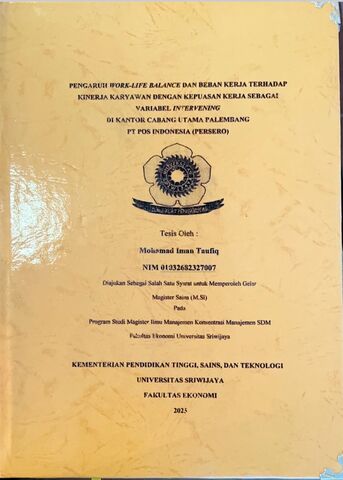 PENGARUH WORK-LIFE BALANCE DAN BEBAN KERJA TERHADAP
KINERJA KARYAWAN DENGAN KEPUASAN KERJA SEBAGAI
VARIABEL INTERVENING
DI KANTOR CABANG UTAMA PALEMBANG
PT POS INDONESIA (PERSERO)
ILMU ALAT PENGABDIAN
Tesis Oleh :
Mohamad Iman Taufiq
NIM 01032682327007
Diajukan Sebagai Salah Satu Syarat untuk Memperoleh Gelar
Magister Sains (M.Si)
Pada
Program Studi Magister Ilmu Manajemen Konsentrasi Manajemen SDM
Fakultas Ekonomi Universitas Sriwijaya
KEMENTERIAN PENDIDIKAN TINGGI, SAINS, DAN TEKNOLOGI
UNIVERSITAS SRIWIJAYA
FAKULTAS EKONOMI
2025